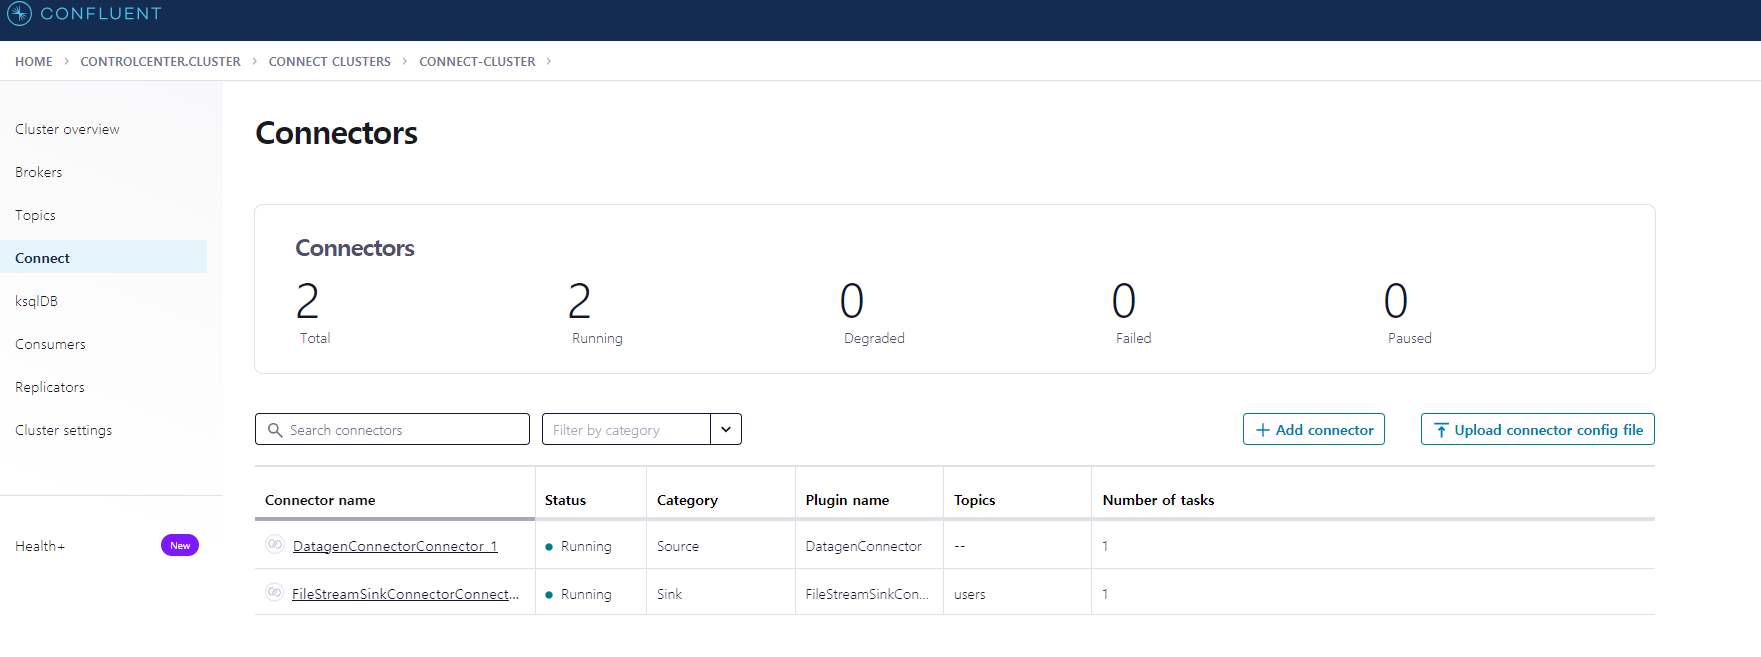 CONFLUENT
HOME > CONTROLCENTER.CLUSTER > CONNECT CLUSTERS > CONNECT-CLUSTER >
Cluster overview
Brokers
Topics
Connect
ksqlDB
Consumers
Replicators
Cluster settings
Health+ New
Connectors
Connectors
2 2 0 0 0
Total Running Degraded Failed Paused
Search connectors Filter by category + Add connector Upload connector config file
Connector name Status Category Plugin name Topics Number of tasks
DatagenConnectorConnector_1 Running Source DatagenConnector -- 1
FileStreamSinkConnectorConnect... Running Sink FileStreamSinkCon... users 1